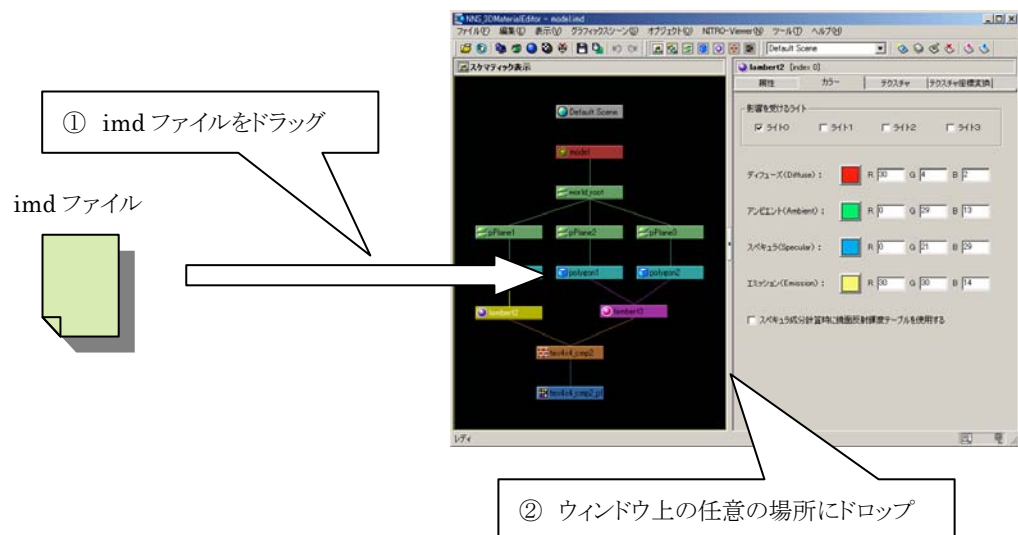 NNS_3DMaterialEditor - model.imd
ファイル(F) 編集(E) 表示(V) グラフィックスシーン(G) オブジェクト(O) NITRO-Viewer(N) ツール(T) ヘルプ(H)
Default Scene
スケマティック表示
lambert2 [index 0]
属性 カラー テクスチャ テクスチャ座標変換
① imd ファイルをドラッグ
Default Scene
影響を受けるライト
ライト0 ライト1 ライト2 ライト3
model
ディフューズ(Diffuse) : R 30 G 4 B 2
world_root
imd ファイル
アンビエント(Ambient) : R 0 G 29 B 13
pPlane1 pPlane2 pPlane3
スペキュラ(Specular) : R 0 G 21 B 29
polygon1 polygon2
エミッション(Emission) : R 30 G 30 B 14
lambert2 lambert3
スペキュラ成分計算時に鏡面反射輝度テーブルを使用する
tex4x4_cmp2
tex4x4_cmp2_pl
レディ
② ウィンドウ上の任意の場所にドロップ